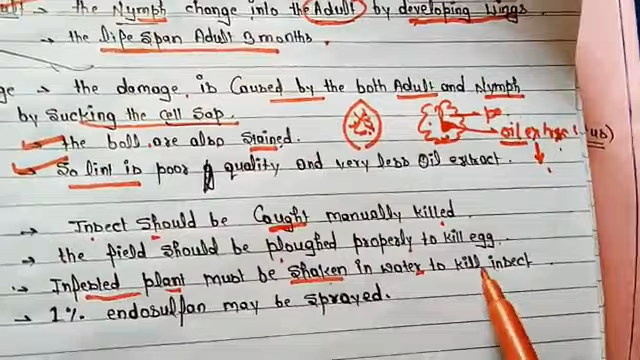 the Nymph change into the Adult by developing wings.
→ the life span Adult 3 months.
→ the damage is caused by the both Adult and Nymph
by sucking the cell sap.
the boll are also stained.
oil
So lint is poor quality and very less oil extract.
→ Insect should be caught manually killed
→ the field should be ploughed properly to kill egg.
→ Infested plant must be shaken in water to kill insect
→ 1% endosulfan may be sprayed.